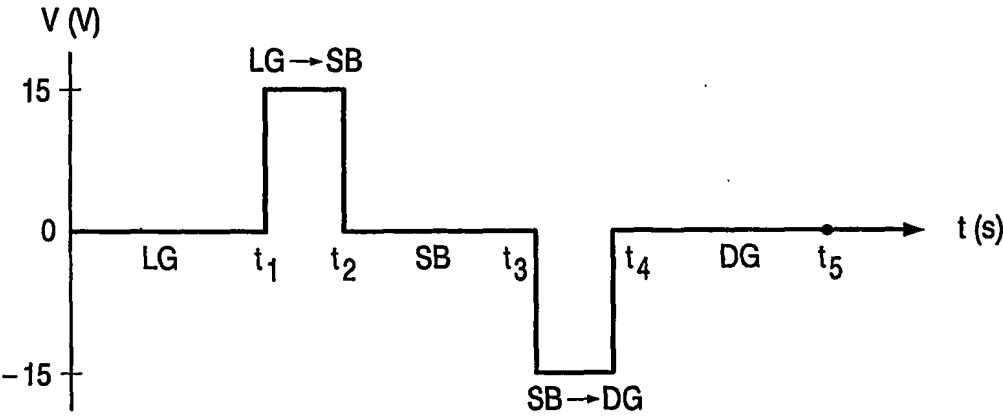 V (V)
LG→SB
15
0
t (s)
LG t1 t2 SB t3 t4 DG t5
−15
SB→DG